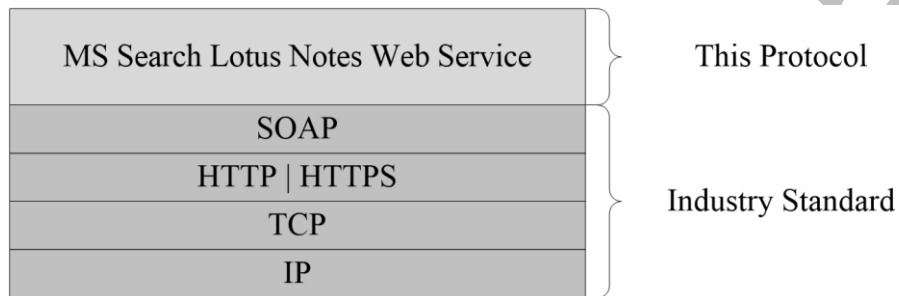 MS Search Lotus Notes Web Service
This Protocol
SOAP
HTTP | HTTPS
Industry Standard
TCP
IP